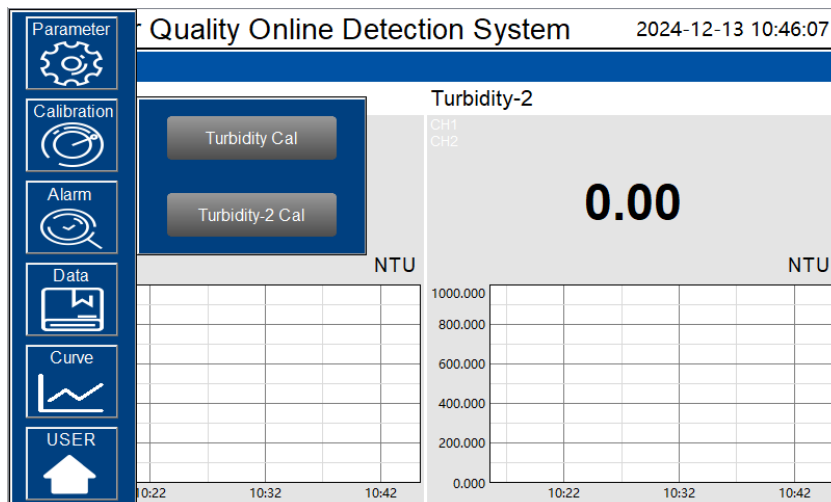 Parameter
r Quality Online Detection System
2024-12-13 10:46:07
Calibration
Alarm
Data
Curve
USER
Turbidity Cal
Turbidity-2 Cal
NTU
10:22
10:32
10:42
Turbidity-2
CH1
CH2
0.00
NTU
1000.000
800.000
600.000
400.000
200.000
0.000
10:22
10:32
10:42